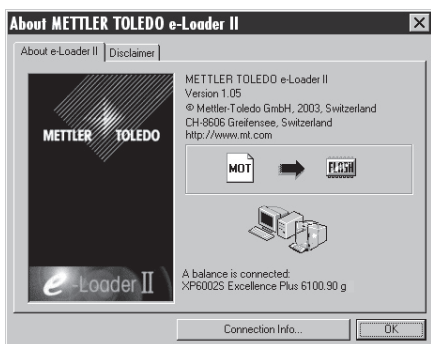 About METTLER TOLEDO e-Loader II
About e-Loader II
Disclaimer
METTLER TOLEDO
e-Loader II
METTLER TOLEDO e-Loader II
Version 1.05
© Mettler-Toledo GmbH, 2003, Switzerland
CH-8606 Greifensee, Switzerland
http://www.mt.com
MOT
FLASH
A balance is connected:
XP6002S Excellence Plus 6100.90 g
Connection Info...
OK